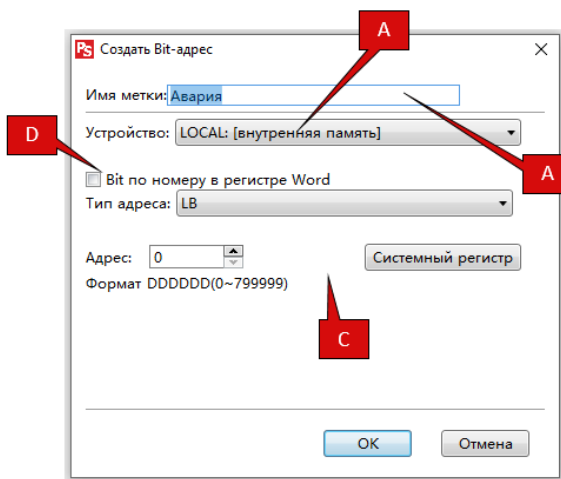 A
PS Создать Bit-адрес
Имя метки: Авария
D
Устройство: LOCAL: [внутренняя память]
A
Bit по номеру в регистре Word
Тип адреса: LB
Адрес: 0 Системный регистр
Формат DDDDDD(0~799999)
C
OK Отмена